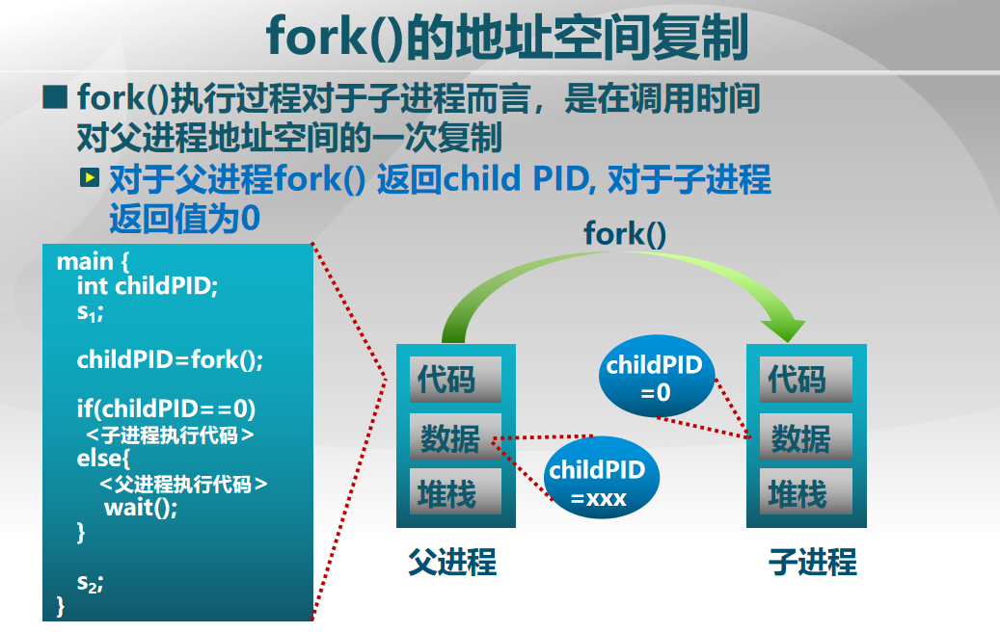 fork()的地址空间复制
fork()执行过程对于子进程而言，是在调用时间
对父进程地址空间的一次复制
对于父进程fork() 返回child PID, 对于子进程
返回值为0
main {
int childPID;
s1;
childPID=fork();
if(childPID==0)
<子进程执行代码>
else{
<父进程执行代码>
wait();
}
s2;
}
fork()
代码
数据
堆栈
父进程
childPID
=xxx
childPID
=0
代码
数据
堆栈
子进程